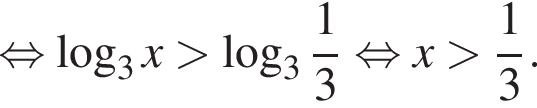 ⇔ log₃ x > log₃ 1/3 ⇔ x > 1/3.